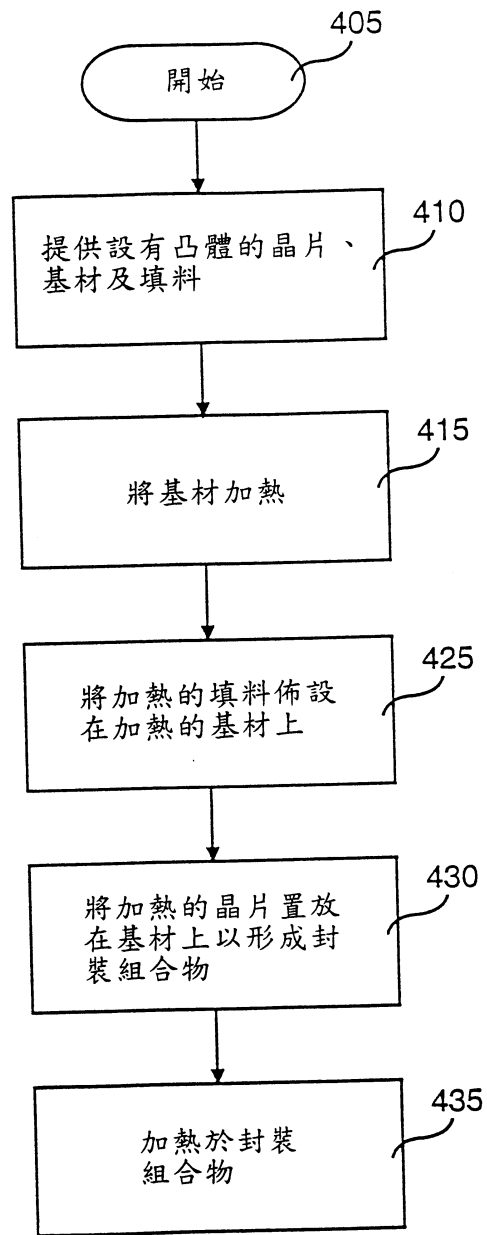 405
開始
410
提供設有凸體的晶片、
基材及填料
415
將基材加熱
425
將加熱的填料佈設
在加熱的基材上
430
將加熱的晶片置放
在基材上以形成封
裝組合物
435
加熱於封裝
組合物